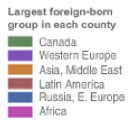 Largest foreign-born
group in each county
Canada
Western Europe
Asia, Middle East
Latin America
Russia, E. Europe
Africa